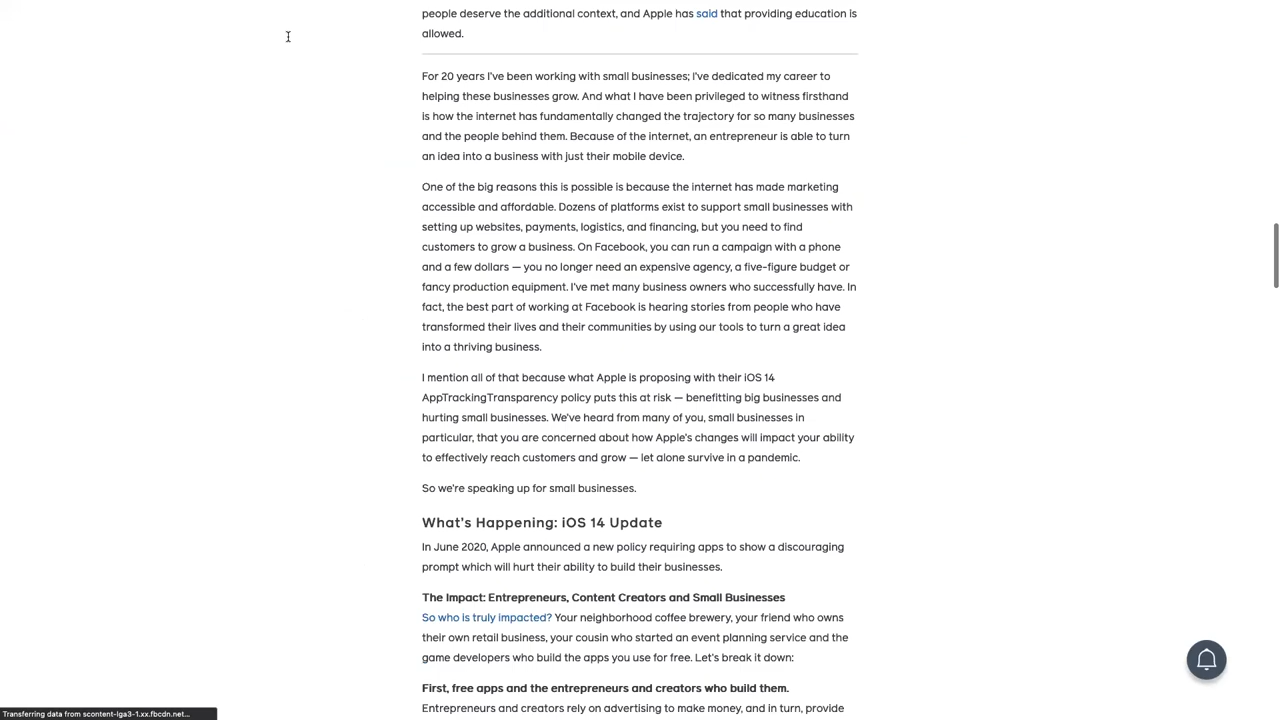 people deserve the additional context, and Apple has said that providing education is
allowed.
For 20 years I've been working with small businesses; I've dedicated my career to
helping these businesses grow. And what I have been privileged to witness firsthand
is how the internet has fundamentally changed the trajectory for so many businesses
and the people behind them. Because of the internet, an entrepreneur is able to turn
an idea into a business with just their mobile device.
One of the big reasons this is possible is because the internet has made marketing
accessible and affordable. Dozens of platforms exist to support small businesses with
setting up websites, payments, logistics, and financing, but you need to find
customers to grow a business. On Facebook, you can run a campaign with a phone
and a few dollars — you no longer need an expensive agency, a five-figure budget or
fancy production equipment. I've met many business owners who successfully have. In
fact, the best part of working at Facebook is hearing stories from people who have
transformed their lives and their communities by using our tools to turn a great idea
into a thriving business.
I mention all of that because what Apple is proposing with their iOS 14
AppTrackingTransparency policy puts this at risk — benefitting big businesses and
hurting small businesses. We've heard from many of you, small businesses in
particular, that you are concerned about how Apple's changes will impact your ability
to effectively reach customers and grow — let alone survive in a pandemic.
So we're speaking up for small businesses.
What's Happening: iOS 14 Update
In June 2020, Apple announced a new policy requiring apps to show a discouraging
prompt which will hurt their ability to build their businesses.
The Impact: Entrepreneurs, Content Creators and Small Businesses
So who is truly impacted? Your neighborhood coffee brewery, your friend who owns
their own retail business, your cousin who started an event planning service and the
game developers who build the apps you use for free. Let's break it down:
First, free apps and the entrepreneurs and creators who build them.
Entrepreneurs and creators rely on advertising to make money, and in turn, provide
Transferring data from scontent-lga3-1.xx.fbcdn.net...